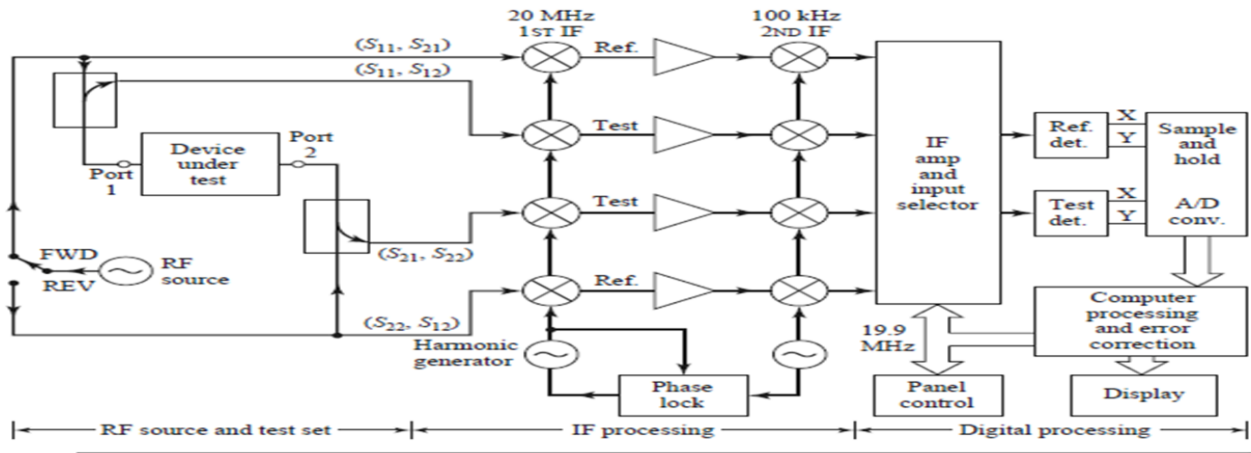 20 MHz
1ST IF
100 kHz
2ND IF
(S11, S21)
Ref.
(S11, S12)
Test
Port
2
Device
under
test
Port
1
Test
(S21, S22)
FWD
REV
RF
source
Ref.
(S22, S12)
Harmonic
generator
Phase
lock
IF
amp
and
input
selector
Ref.
det.
X
Y
Sample
and
hold
Test
det.
X
Y
A/D
conv.
19.9
MHz
Computer
processing
and error
correction
Panel
control
Display
RF source and test set
IF processing
Digital processing